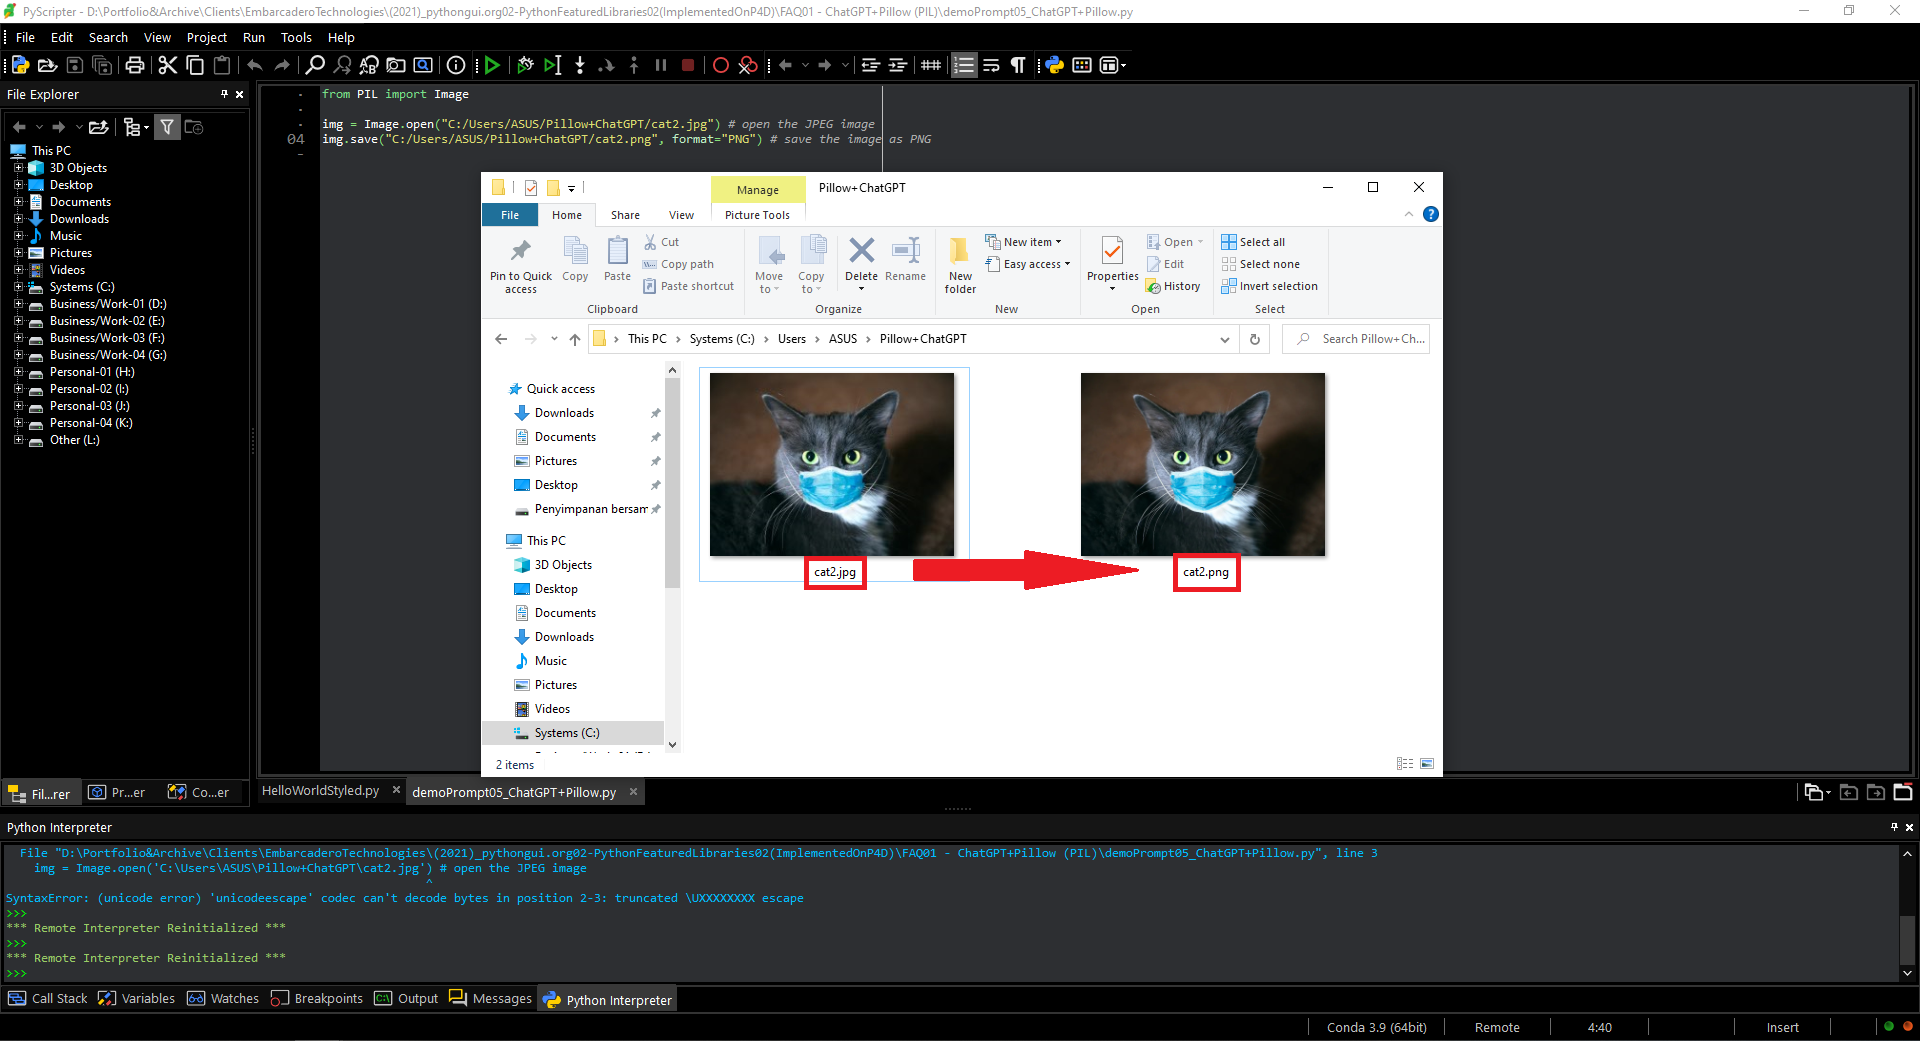 PyScripter - D:\Portfolio&Archive\Clients\EmbarcaderoTechnologies\(2021)_pythongui.org02-PythonFeaturedLibraries02(ImplementedOnP4D)\FAQ01 - ChatGPT+Pillow (PIL)\demoPrompt05_ChatGPT+Pillow.py
File Edit Search View Project Run Tools Help
File Explorer
This PC
3D Objects
Desktop
Documents
Downloads
Music
Pictures
Videos
Systems (C:)
Business/Work-01 (D:)
Business/Work-02 (E:)
Business/Work-03 (F:)
Business/Work-04 (G:)
Personal-01 (H:)
Personal-02 (I:)
Personal-03 (J:)
Personal-04 (K:)
Other (L:)
Fil...rer Pr...er Co...er
from PIL import Image
img = Image.open("C:/Users/ASUS/Pillow+ChatGPT/cat2.jpg") # open the JPEG image
04 img.save("C:/Users/ASUS/Pillow+ChatGPT/cat2.png", format="PNG") # save the image as PNG
Manage Pillow+ChatGPT
File Home Share View Picture Tools
Pin to Quick access
Copy
Paste
Cut
Copy path
Paste shortcut
Clipboard
Move to
Copy to
Delete
Rename
Organize
New folder
New item
Easy access
New
Properties
Open
Edit
History
Open
Select all
Select none
Invert selection
Select
This PC > Systems (C:) > Users > ASUS > Pillow+ChatGPT
Search Pillow+Ch...
Quick access
Downloads
Documents
Pictures
Desktop
Penyimpanan bersam
This PC
3D Objects
Desktop
Documents
Downloads
Music
Pictures
Videos
Systems (C:)
cat2.jpg
cat2.png
2 items
HelloWorldStyled.py demoPrompt05_ChatGPT+Pillow.py
Python Interpreter
File "D:\Portfolio&Archive\Clients\EmbarcaderoTechnologies\(2021)_pythongui.org02-PythonFeaturedLibraries02(ImplementedOnP4D)\FAQ01 - ChatGPT+Pillow (PIL)\demoPrompt05_ChatGPT+Pillow.py", line 3
img = Image.open('C:\Users\ASUS\Pillow+ChatGPT\cat2.jpg') # open the JPEG image
^
SyntaxError: (unicode error) 'unicodeescape' codec can't decode bytes in position 2-3: truncated \UXXXXXXXX escape
>>>
*** Remote Interpreter Reinitialized ***
>>>
*** Remote Interpreter Reinitialized ***
>>>
Call Stack Variables Watches Breakpoints Output Messages Python Interpreter
Conda 3.9 (64bit) Remote 4:40 Insert